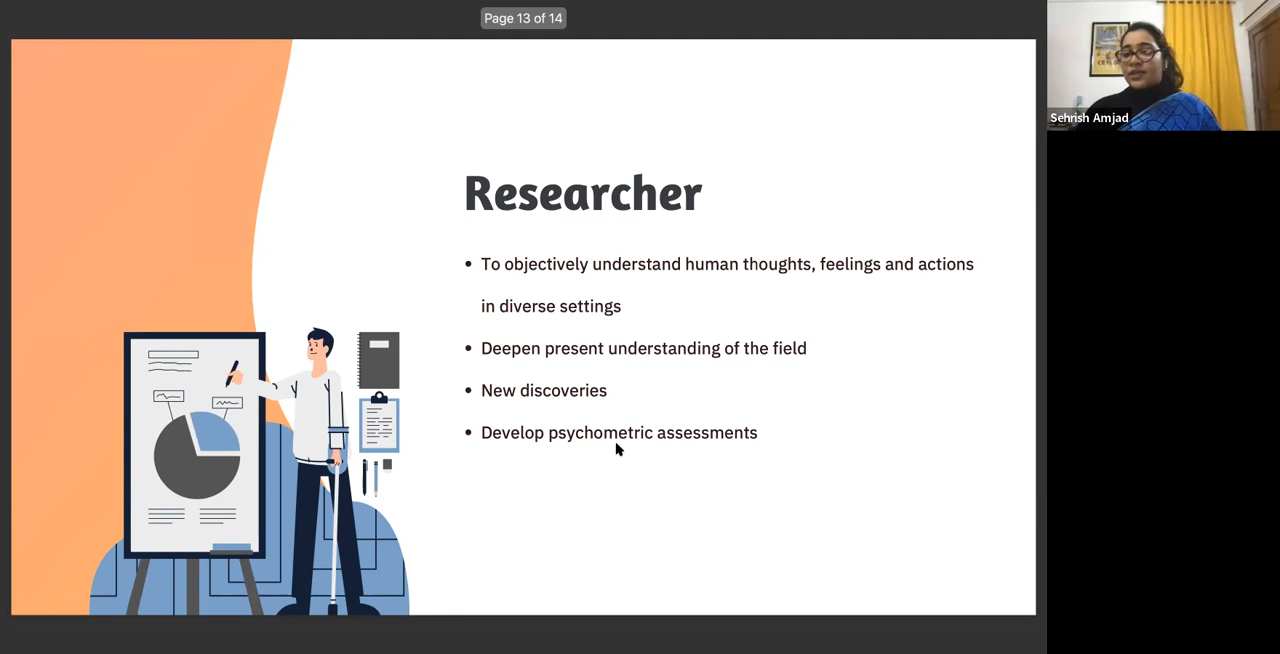 Page 13 of 14
Researcher
• To objectively understand human thoughts, feelings and actions
in diverse settings
• Deepen present understanding of the field
• New discoveries
• Develop psychometric assessments
Sehrish Amjad